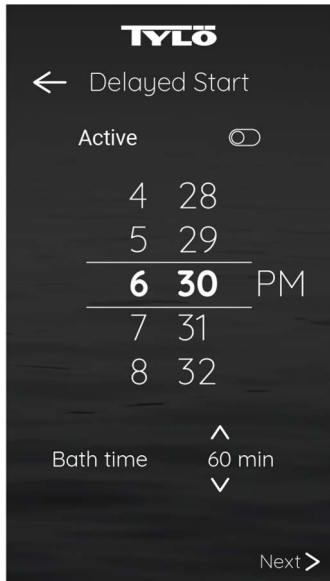 TYLÖ
Delayed Start
Active
4 28
5 29
6 30 PM
7 31
8 32
Bath time 60 min
Next